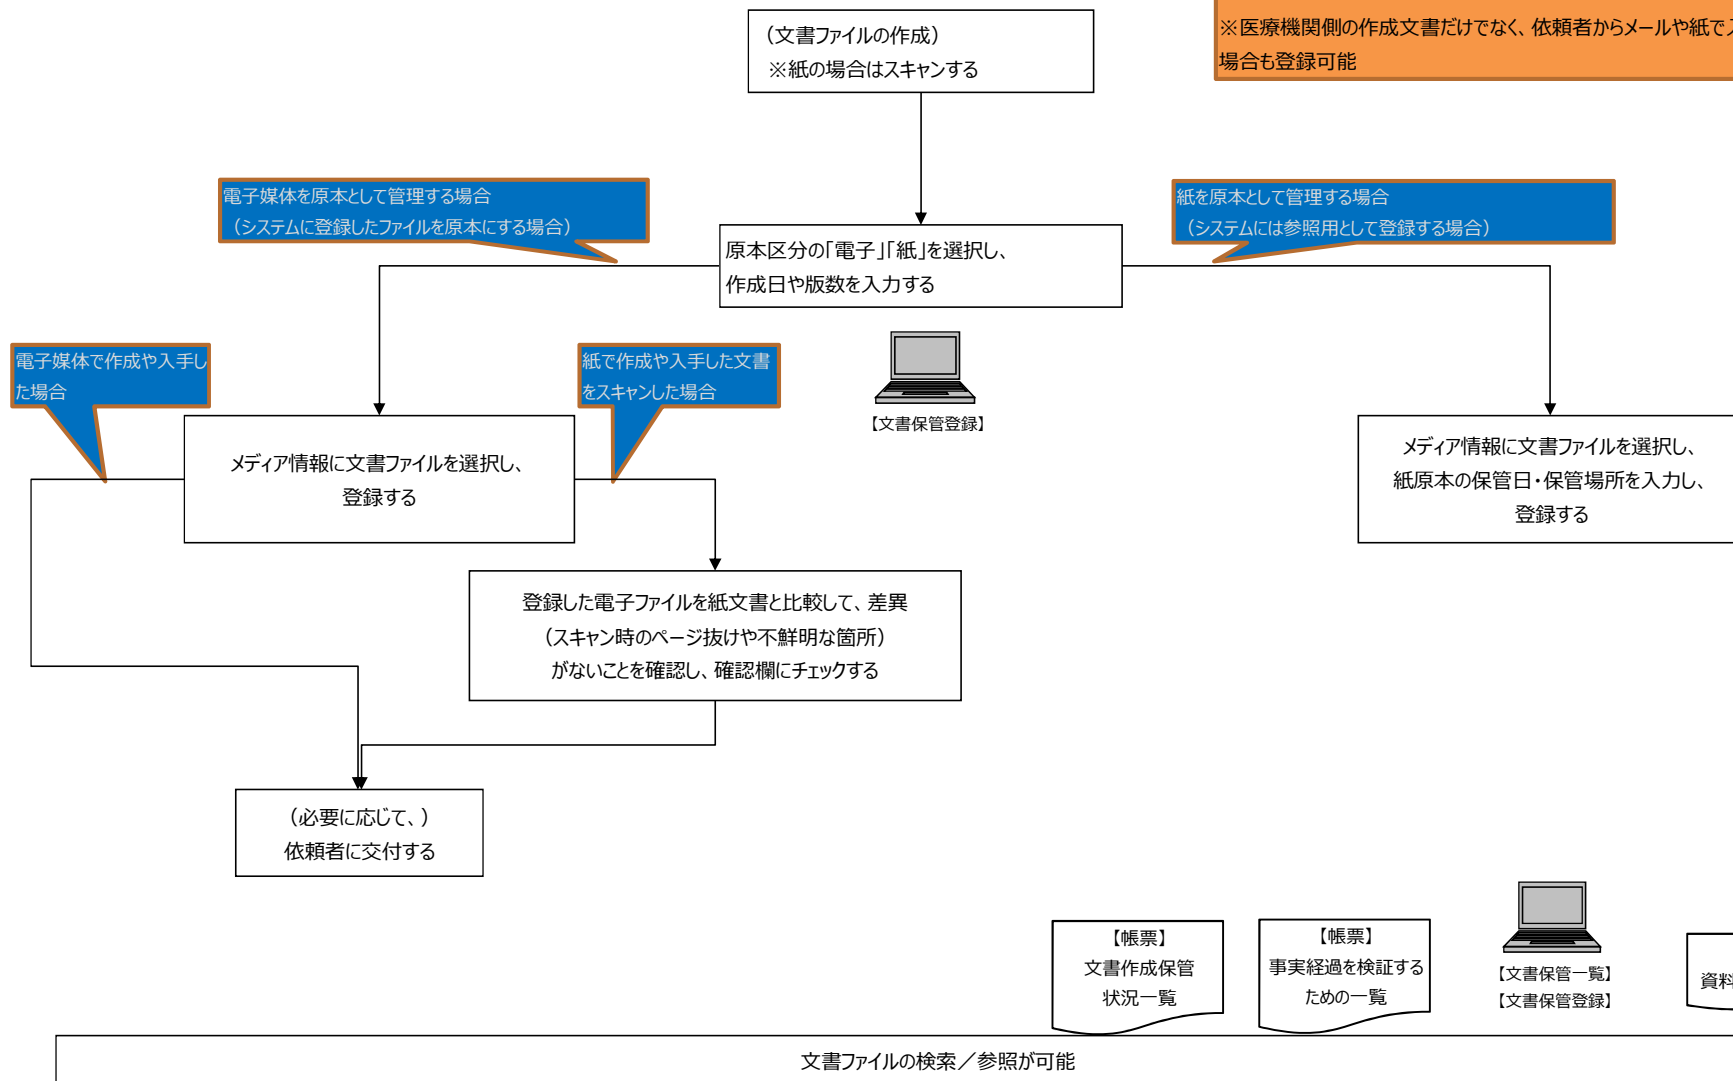 ※医療機関側の作成文書だけでなく、依頼者からメールや紙で
場合も登録可能
（文書ファイルの作成）
※紙の場合はスキャンする
電子媒体を原本として管理する場合
（システムに登録したファイルを原本にする場合）
紙を原本として管理する場合
（システムには参照用として登録する場合）
原本区分の「電子」「紙」を選択し、
作成日や版数を入力する
電子媒体で作成や入手し
た場合
紙で作成や入手した文書
をスキャンした場合
【文書保管登録】
メディア情報に文書ファイルを選択し、
登録する
メディア情報に文書ファイルを選択し、
紙原本の保管日・保管場所を入力し、
登録する
登録した電子ファイルを紙文書と比較して、差異
（スキャン時のページ抜けや不鮮明な箇所）
がないことを確認し、確認欄にチェックする
（必要に応じて、）
依頼者に交付する
【帳票】
文書作成保管
状況一覧
【帳票】
事実経過を検証する
ための一覧
【文書保管一覧】
【文書保管登録】
資料
文書ファイルの検索／参照が可能